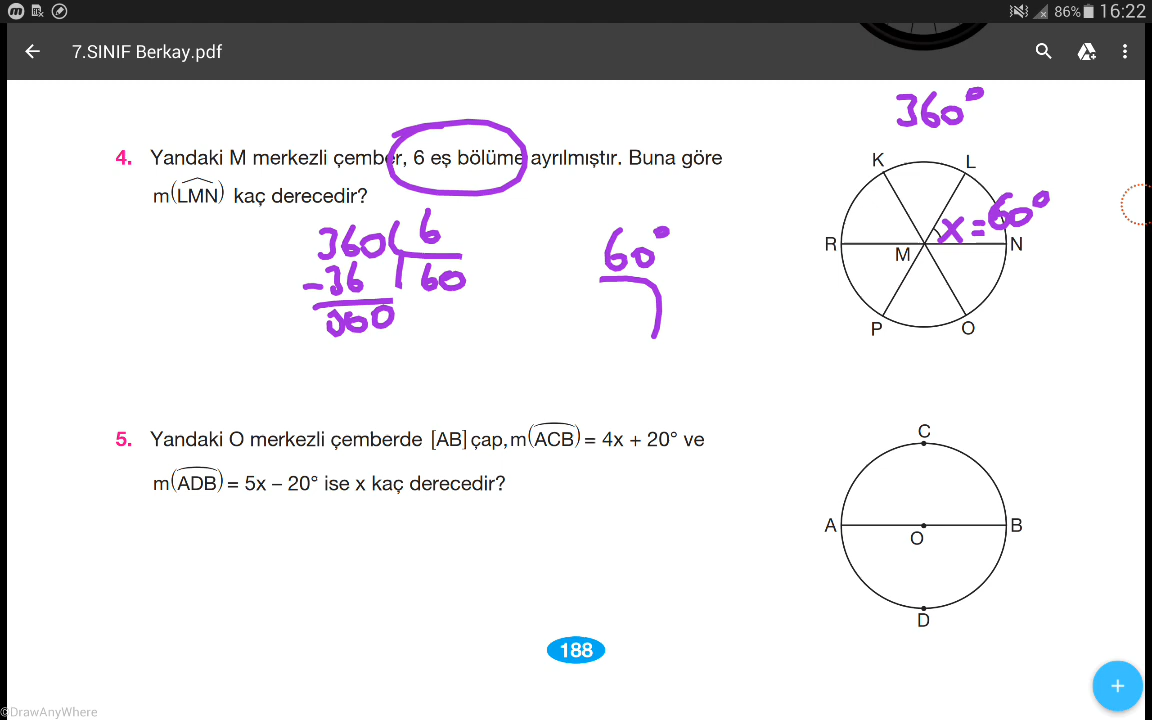 86% 16:22
7.SINIF Berkay.pdf
360°
4. Yandaki M merkezli çember, 6 eş bölüme ayrılmıştır. Buna göre
m(LMN) kaç derecedir?
360 6
-36 60
360
60°
K L
x=60°
R M N
P O
5. Yandaki O merkezli çemberde [AB] çap, m(ACB) = 4x + 20° ve
m(ADB) = 5x – 20° ise x kaç derecedir?
C
A O B
D
188
©DrawAnyWhere